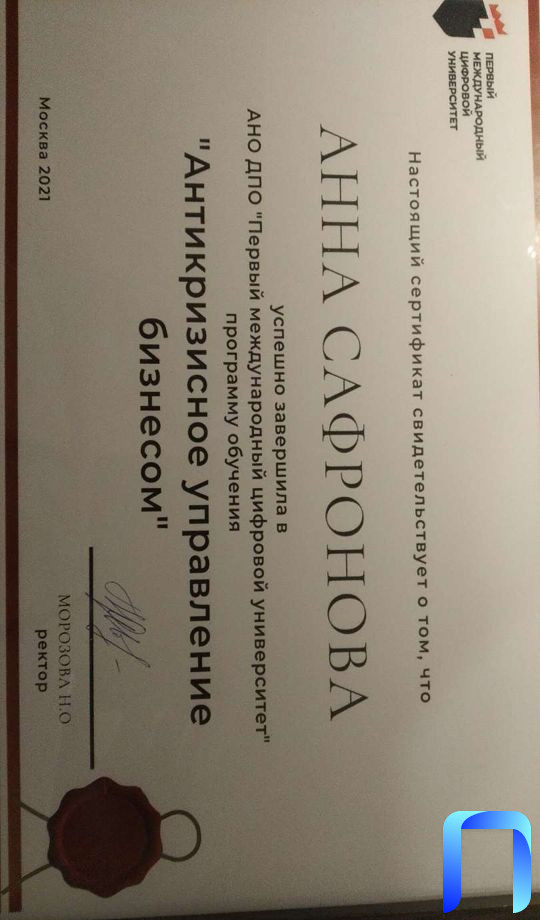 ПЕРВЫЙ
МЕЖДУНАРОДНЫЙ
ЦИФРОВОЙ
УНИВЕРСИТЕТ
Настоящий сертификат свидетельствует о том, что
АННА САФРОНОВА
успешно завершила в
АНО ДПО "Первый международный цифровой университет"
программу обучения
"Антикризисное управление
бизнесом"
МОРОЗОВА Н.О
ректор
Москва 2021